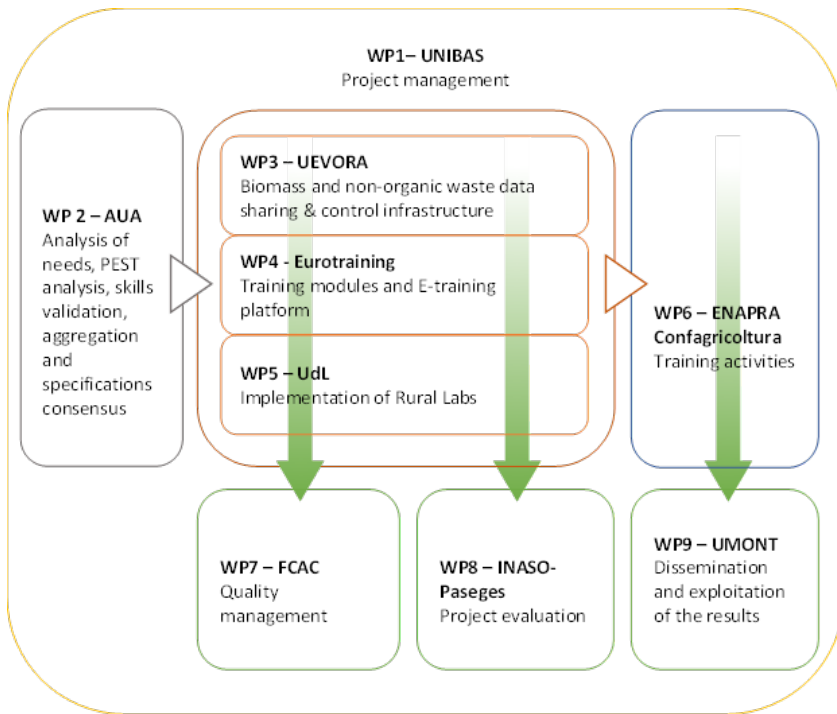 WP1– UNIBAS
Project management
WP 2 – AUA
Analysis of
needs, PEST
analysis, skills
validation,
aggregation
and
specifications
consensus
WP3 – UEVORA
Biomass and non-organic waste data
sharing & control infrastructure
WP4 - Eurotraining
Training modules and E-training
platform
WP5 – UdL
Implementation of Rural Labs
WP6 – ENAPRA
Confagricoltura
Training activities
WP7 – FCAC
Quality
management
WP8 – INASO-
Paseges
Project evaluation
WP9 – UMONT
Dissemination
and exploitation
of the results